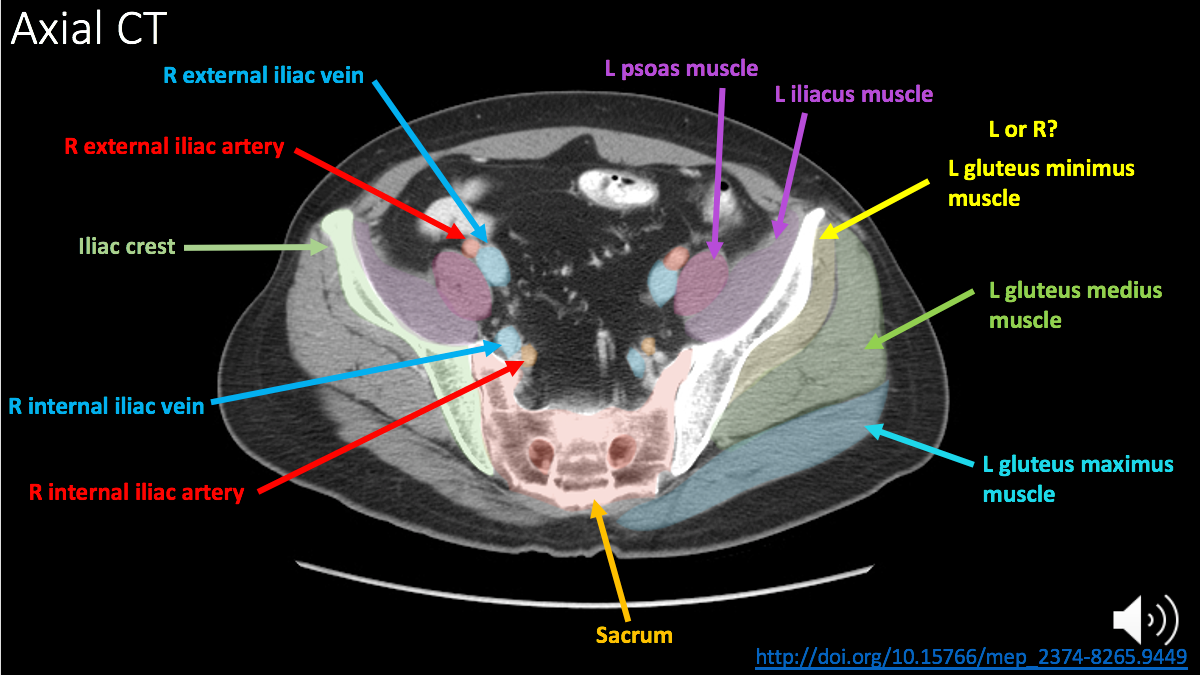 Axial CT
R external iliac vein
L psoas muscle
L iliacus muscle
R external iliac artery
L or R?
L gluteus minimus
muscle
Iliac crest
L gluteus medius
muscle
R internal iliac vein
L gluteus maximus
muscle
R internal iliac artery
Sacrum
http://doi.org/10.15766/mep_2374-8265.9449